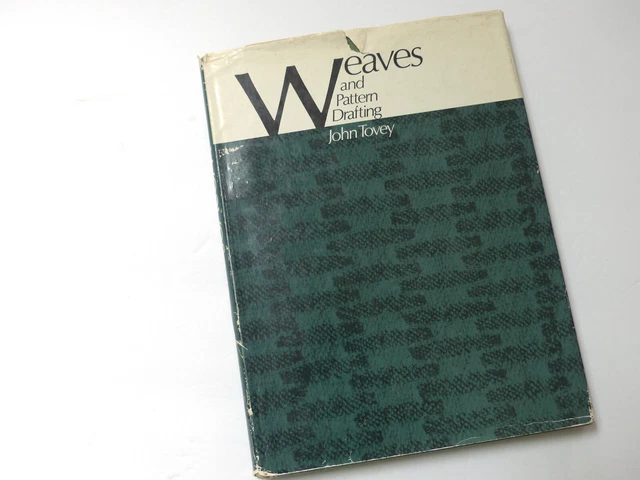 Weaves
and
Pattern
Drafting
John Tovey